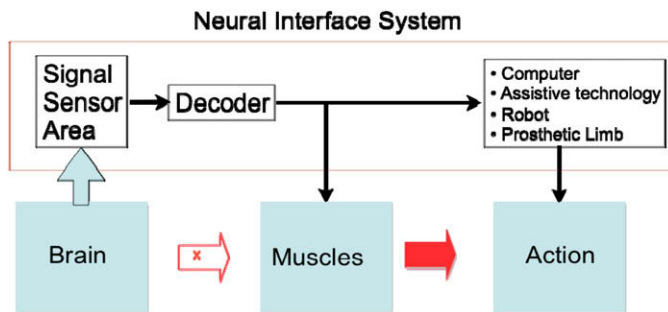 Neural Interface System
Signal
Sensor
Area
Decoder
• Computer
• Assistive technology
• Robot
• Prosthetic Limb
Brain
x
Muscles
Action